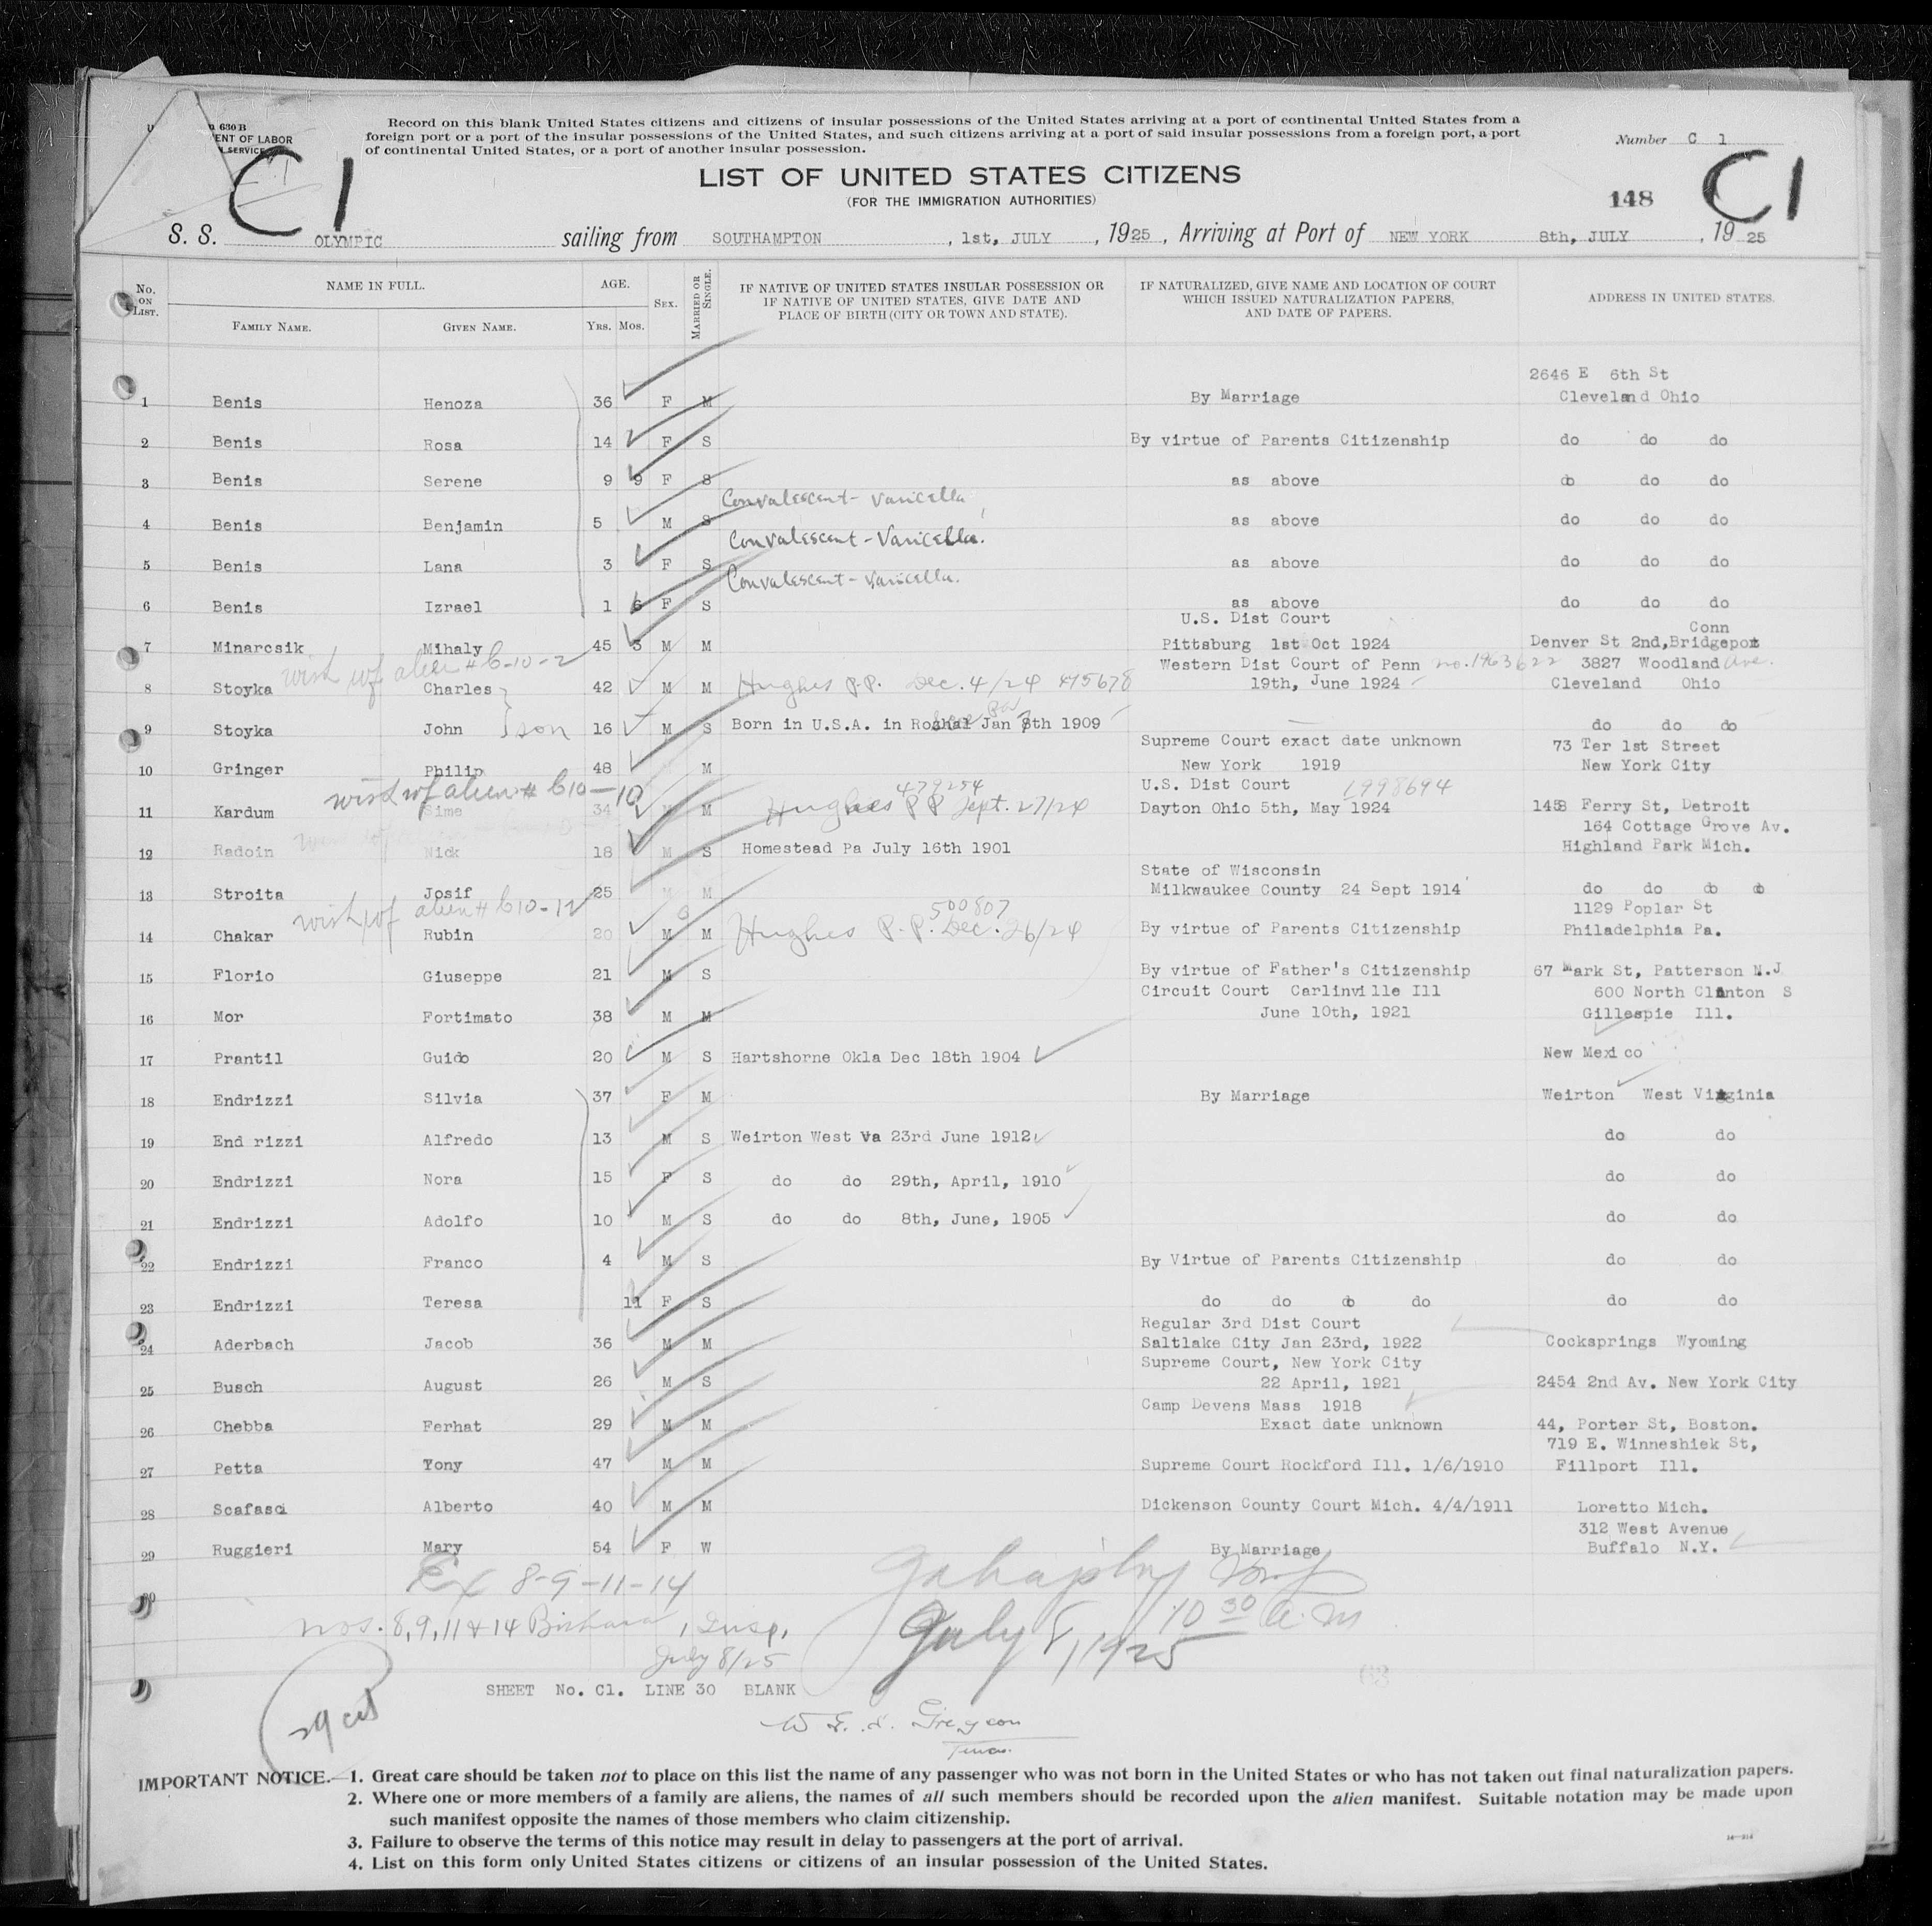 630 B
ENT OF LABOR
N SERVICE
Record on this blank United States citizens and citizens of insular possessions of the United States arriving at a port of continental United States from a
foreign port or a port of the insular possessions of the United States, and such citizens arriving at a port of said insular possessions from a foreign port, a port
of continental United States, or a port of another insular possession.
Number C 1
C1
LIST OF UNITED STATES CITIZENS
(FOR THE IMMIGRATION AUTHORITIES)
148
C1
S. S. OLYMPIC sailing from SOUTHAMPTON, 1st, JULY, 1925, Arriving at Port of NEW YORK 8th, JULY, 1925
No. ON LIST.
NAME IN FULL.
FAMILY NAME.
GIVEN NAME.
AGE.
YRS. MOS.
SEX.
MARRIED OR SINGLE.
IF NATIVE OF UNITED STATES INSULAR POSSESSION OR
IF NATIVE OF UNITED STATES, GIVE DATE AND
PLACE OF BIRTH (CITY OR TOWN AND STATE).
IF NATURALIZED, GIVE NAME AND LOCATION OF COURT
WHICH ISSUED NATURALIZATION PAPERS,
AND DATE OF PAPERS.
ADDRESS IN UNITED STATES.
2646 E 6th St
1 Benis Henoza 36 F M By Marriage Cleveland Ohio
2 Benis Rosa 14 F S By virtue of Parents Citizenship do do do
3 Benis Serene 9 9 F S as above do do do
Convalescent - Varicella
4 Benis Benjamin 5 M S as above do do do
Convalescent - Varicella.
5 Benis Lana 3 F S as above do do do
Convalescent - Varicella.
6 Benis Izrael 1 6 F S as above do do do
U.S. Dist Court Conn
7 Minarcsik Mihaly 45 3 M M Pittsburg 1st Oct 1924 Denver St 2nd, Bridgeport
wish w/f alien # C-10-2 Western Dist Court of Penn no. 1963622 3827 Woodland Ave.
8 Stoyka Charles 42 M M Hughes P.P. Dec. 4/24 475678 19th, June 1924 Cleveland Ohio
9 Stoyka John son 16 M S Born in U.S.A. in Jan 8th 1909 do do do
Supreme Court exact date unknown 73 Ter 1st Street
10 Gringer Philip 48 M New York 1919 New York City
wish w/f alien # C10-10 479254 U.S. Dist Court 1998694
11 Kardum Sime 34 M M Hughes P P Sept. 27/24 Dayton Ohio 5th, May 1924 1458 Ferry St, Detroit
164 Cottage Grove Av.
12 Radoin Nick 18 M S Homestead Pa July 16th 1901 Highland Park Mich.
State of Wisconsin
13 Stroita Josif 25 M M Milkwaukee County 24 Sept 1914 do do do do
wish w/f alien # C10-12 500807 1129 Poplar St
14 Chakar Rubin 20 M M Hughes P.P. Dec. 26/24 By virtue of Parents Citizenship Philadelphia Pa.
15 Florio Giuseppe 21 M S By virtue of Father's Citizenship 67 Mark St, Patterson N.J
Circuit Court Carlinville Ill 600 North Clinton S
16 Mor Fortimato 38 M M June 10th, 1921 Gillespie Ill.
17 Prantil Guido 20 M S Hartshorne Okla Dec 18th 1904 New Mexico
18 Endrizzi Silvia 37 F M By Marriage Weirton West Virginia
19 End rizzi Alfredo 13 M S Weirton West Va 23rd June 1912 do do
20 Endrizzi Nora 15 F S do do 29th, April, 1910 do do
21 Endrizzi Adolfo 10 M S do do 8th, June, 1905 do do
22 Endrizzi Franco 4 M S By Virtue of Parents Citizenship do do
23 Endrizzi Teresa 11 F S do do do do do do
Regular 3rd Dist Court
24 Aderbach Jacob 36 M M Saltlake City Jan 23rd, 1922 Cocksprings Wyoming
Supreme Court, New York City
25 Busch August 26 M S 22 April, 1921 2454 2nd Av. New York City
Camp Devens Mass 1918
26 Chebba Ferhat 29 M M Exact date unknown 44, Porter St, Boston.
719 E. Winneshiek St,
27 Petta Tony 47 M M Supreme Court Rockford Ill. 1/6/1910 Fillport Ill.
28 Scafasci Alberto 40 M M Dickenson County Court Mich. 4/4/1911 Loretto Mich.
312 West Avenue
29 Ruggieri Mary 54 F W By Marriage Buffalo N.Y.
Ex 8-9-11-14
30
nos. 8, 9, 11 & 14 , Insp. 10 30 a.m
July 8/25 July 8, 1925
SHEET No. C1. LINE 30 BLANK
29 cit
IMPORTANT NOTICE.—1. Great care should be taken not to place on this list the name of any passenger who was not born in the United States or who has not taken out final naturalization papers.
2. Where one or more members of a family are aliens, the names of all such members should be recorded upon the alien manifest. Suitable notation may be made upon
such manifest opposite the names of those members who claim citizenship.
3. Failure to observe the terms of this notice may result in delay to passengers at the port of arrival.
4. List on this form only United States citizens or citizens of an insular possession of the United States.